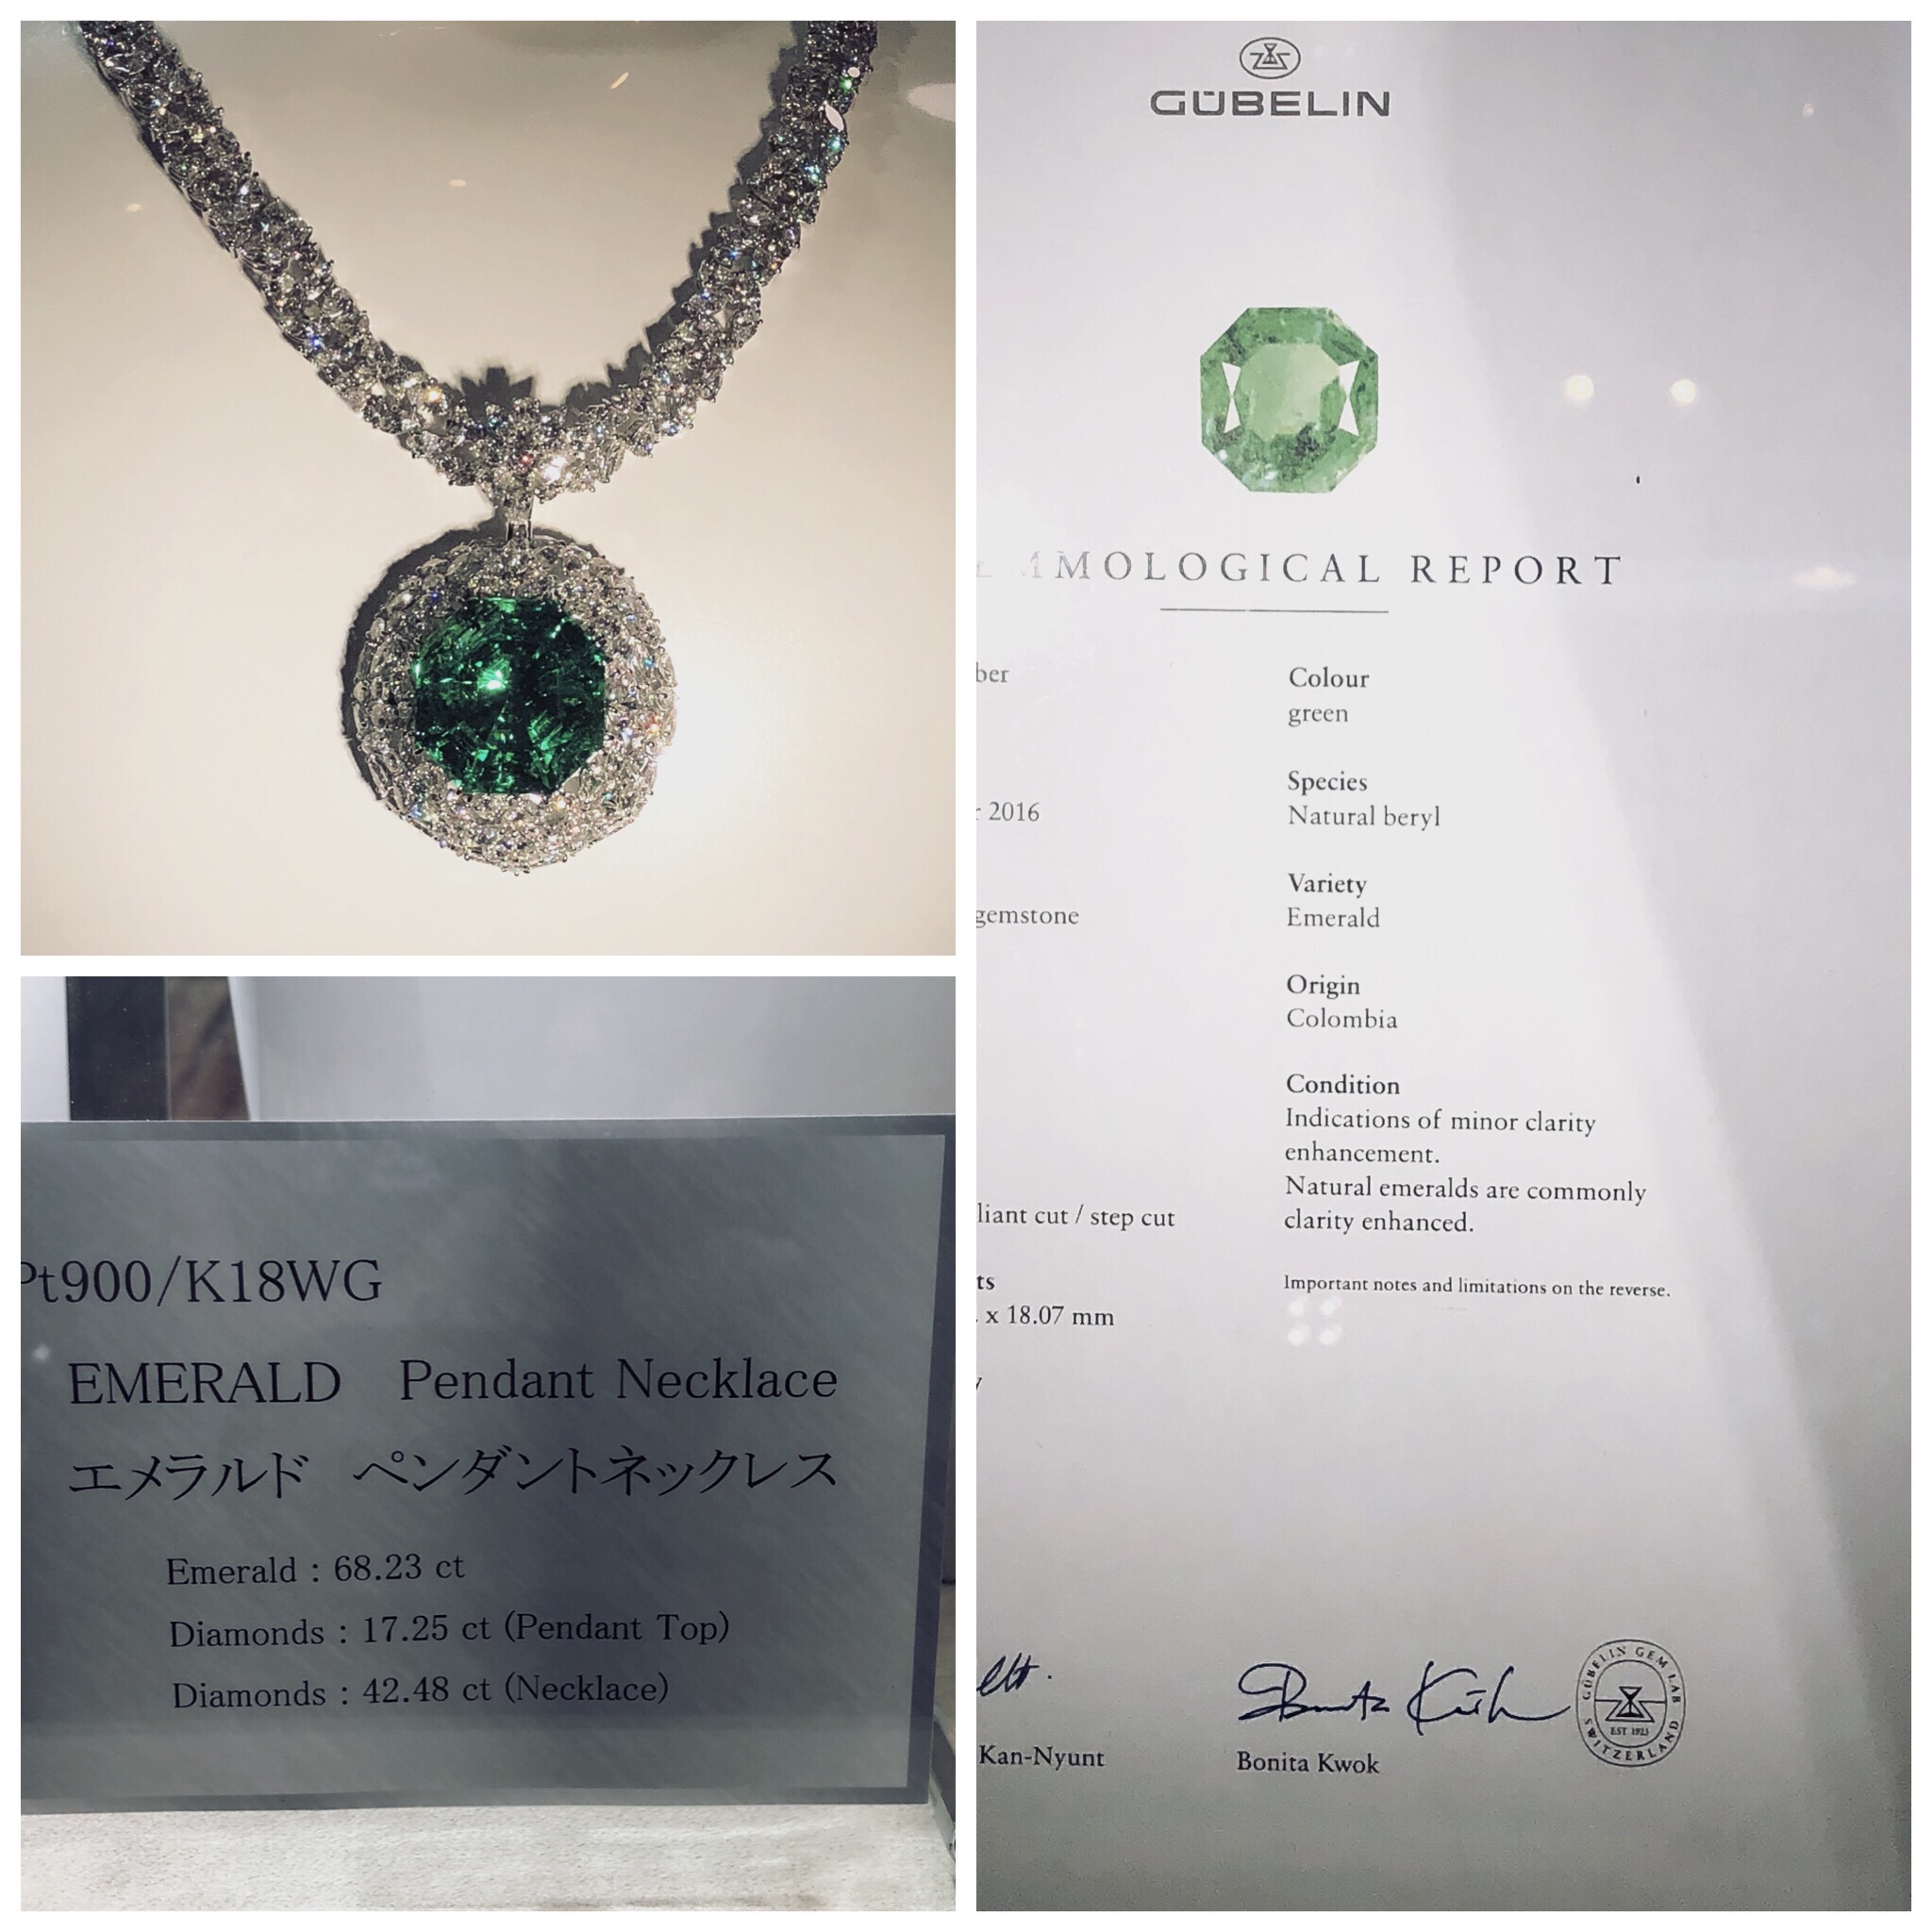 Pt900/K18WG
EMERALD Pendant Necklace
エメラルド ペンダントネックレス
Emerald : 68.23 ct
Diamonds : 17.25 ct (Pendant Top)
Diamonds : 42.48 ct (Necklace)
GÜBELIN
EMMOLOGICAL REPORT
ber
2016
gemstone
liant cut / step cut
ts
x 18.07 mm
Colour
green
Species
Natural beryl
Variety
Emerald
Origin
Colombia
Condition
Indications of minor clarity
enhancement.
Natural emeralds are commonly
clarity enhanced.
Important notes and limitations on the reverse.
Kan-Nyunt
Bonita Kwok
GÜBELIN GEM LAB
EST 1923
SWITZERLAND